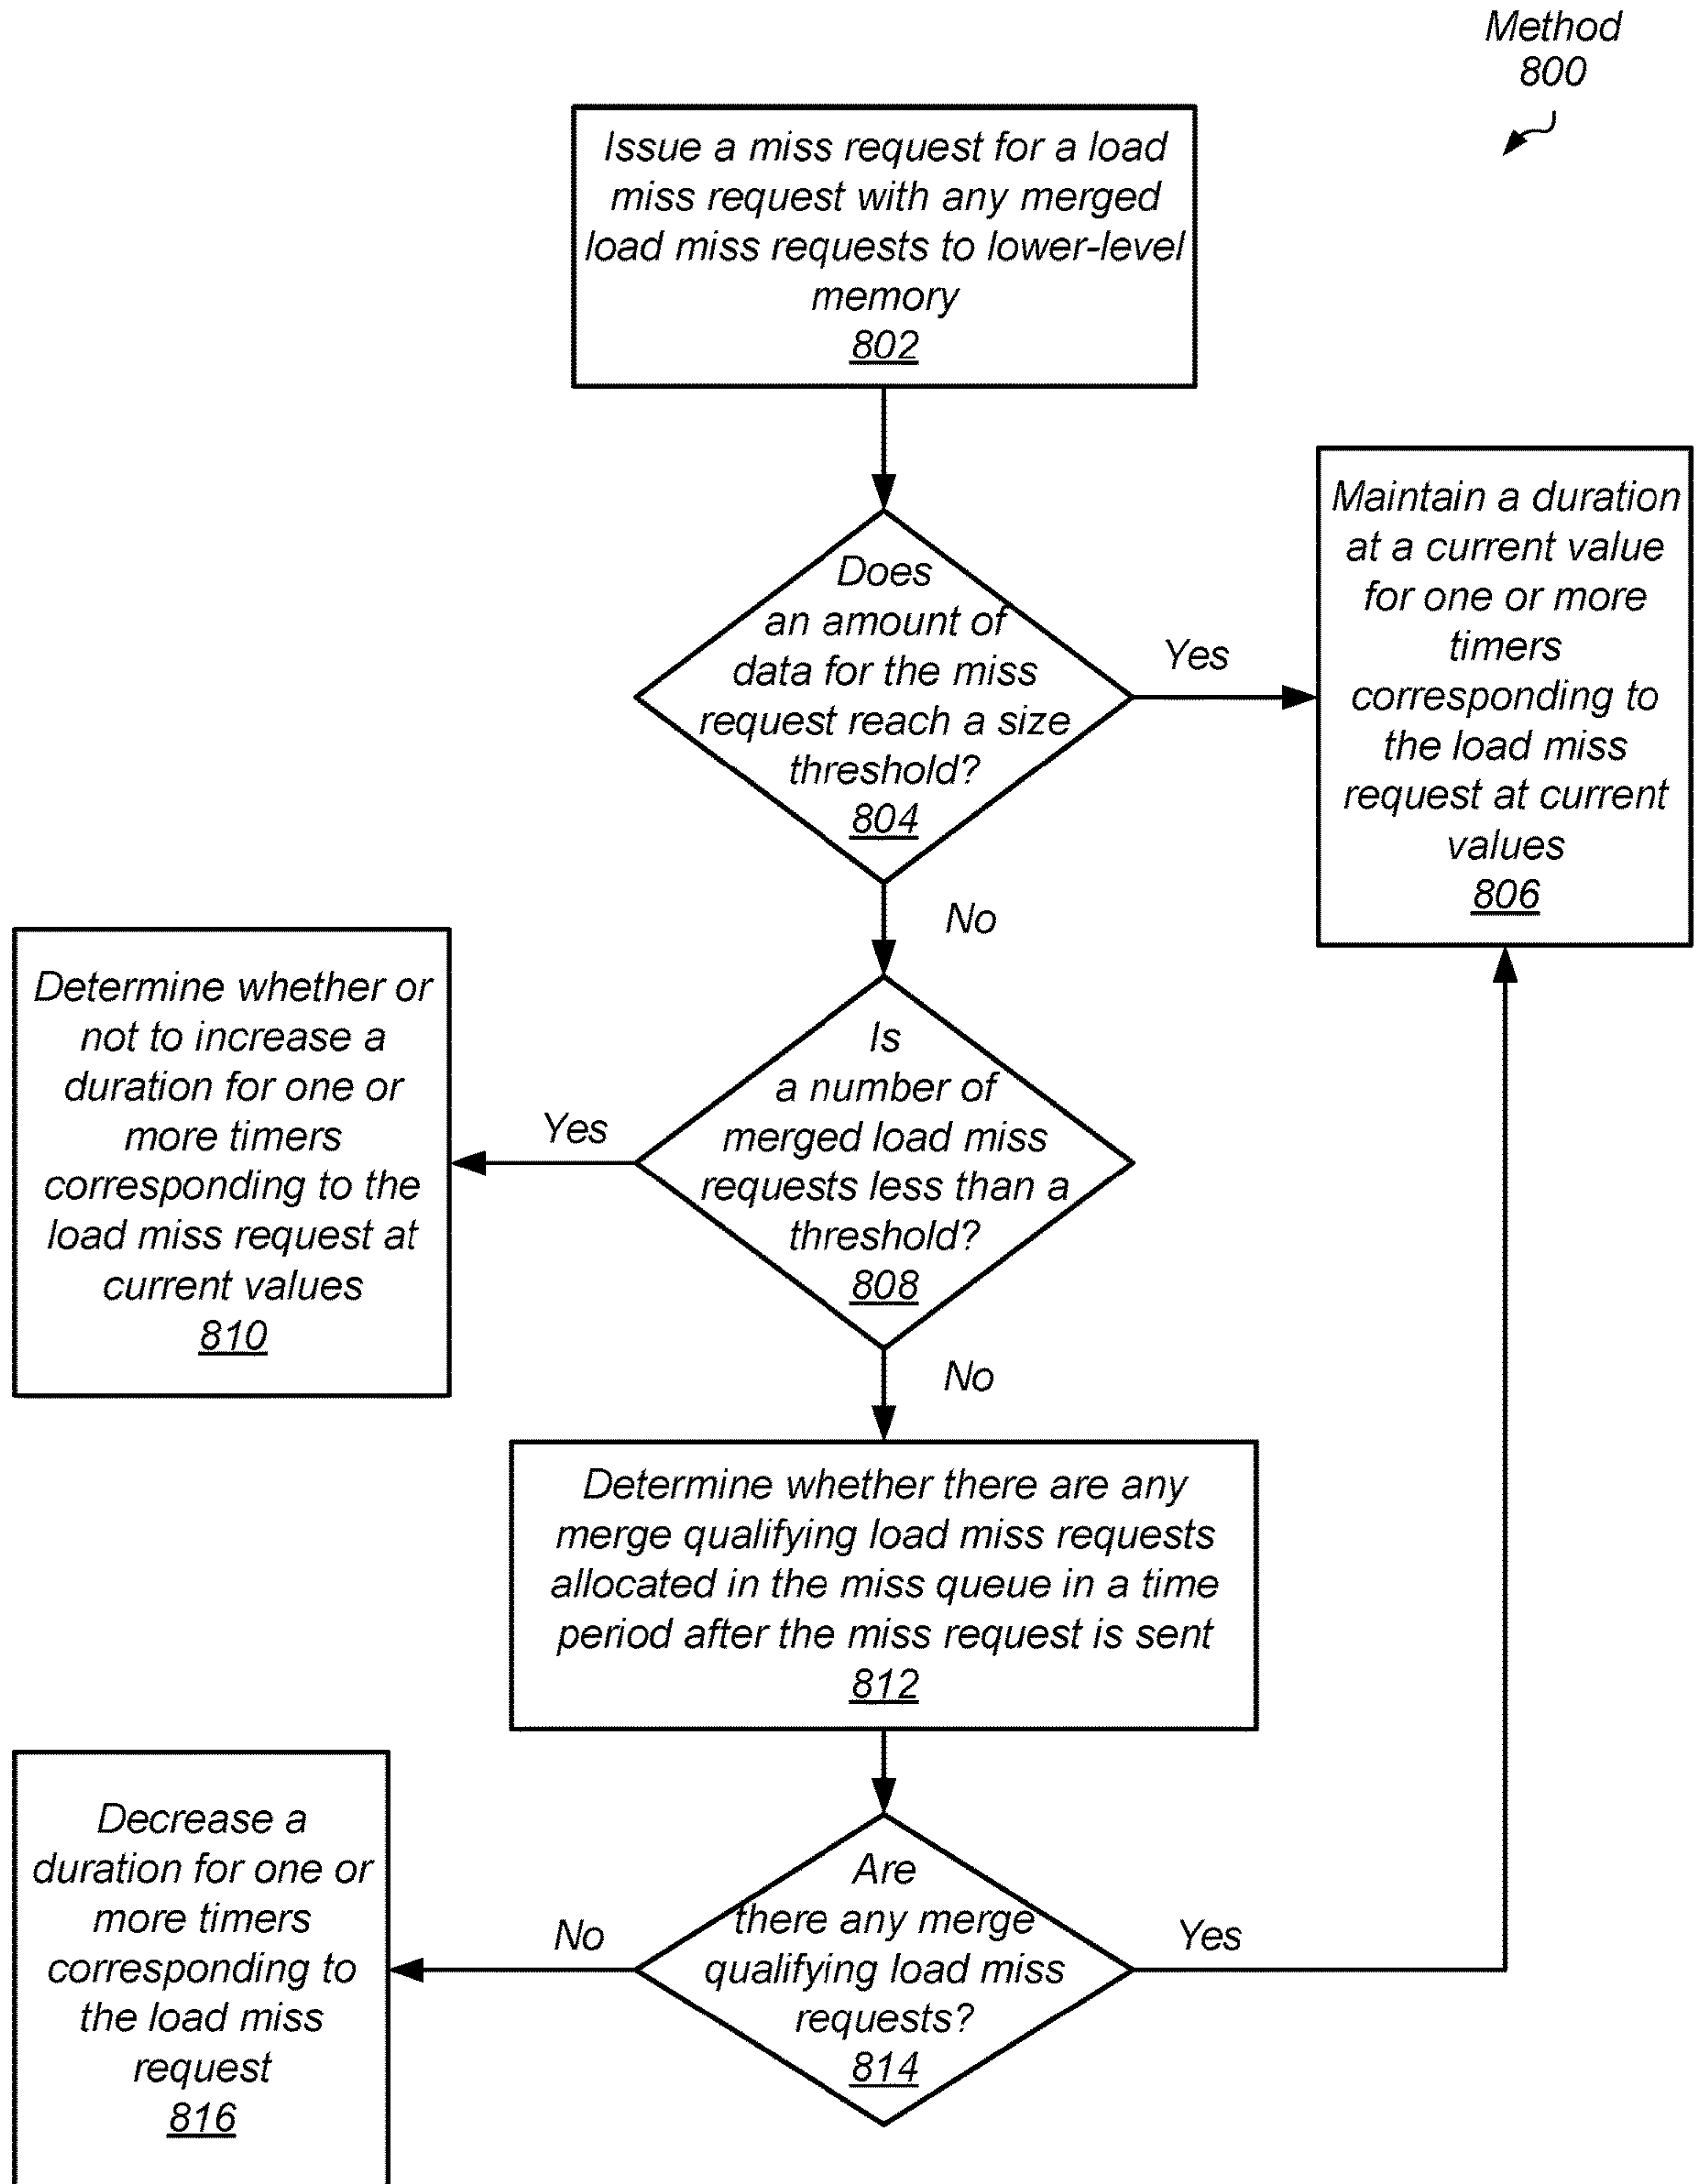 Method
800
Issue a miss request for a load
miss request with any merged
load miss requests to lower-level
memory
802
Does
an amount of
data for the miss
request reach a size
threshold?
804
Yes
Maintain a duration
at a current value
for one or more
timers
corresponding to
the load miss
request at current
values
806
No
Is
a number of
merged load miss
requests less than a
threshold?
808
Yes
Determine whether or
not to increase a
duration for one or
more timers
corresponding to the
load miss request at
current values
810
No
Determine whether there are any
merge qualifying load miss requests
allocated in the miss queue in a time
period after the miss request is sent
812
Are
there any merge
qualifying load miss
requests?
814
Yes
No
Decrease a
duration for one or
more timers
corresponding to
the load miss
request
816